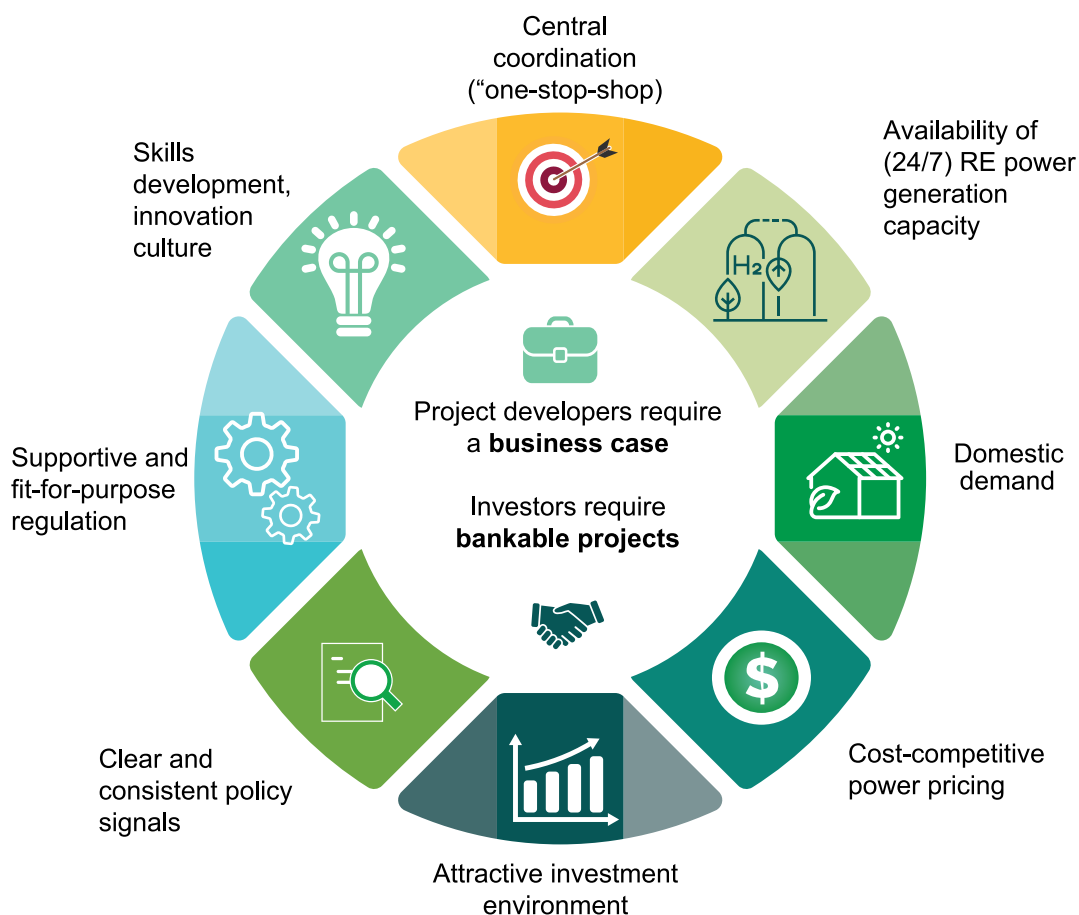 Central
coordination
(“one-stop-shop)
Availability of
(24/7) RE power
generation
capacity
Skills
development,
innovation
culture
H₂
Project developers require
a business case
Investors require
bankable projects
Supportive and
fit-for-purpose
regulation
Domestic
demand
$
Clear and
consistent policy
signals
Cost-competitive
power pricing
Attractive investment
environment